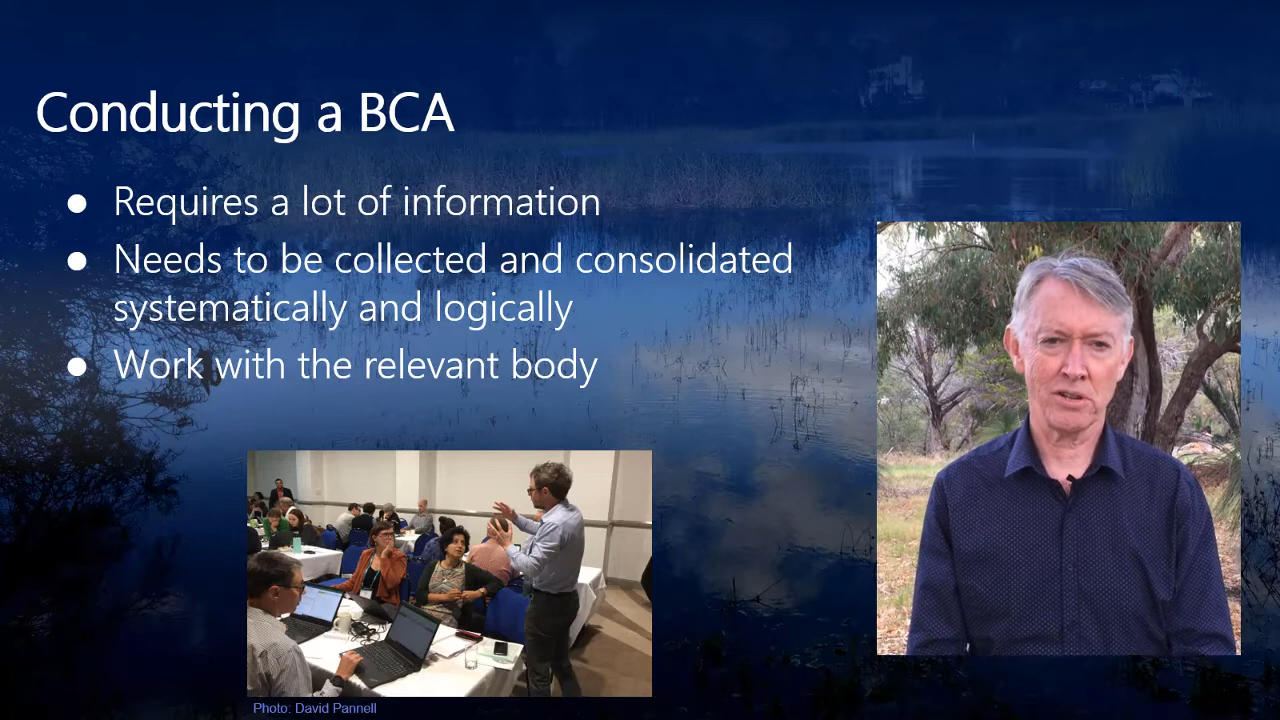 Conducting a BCA
● Requires a lot of information
● Needs to be collected and consolidated
systematically and logically
● Work with the relevant body
Photo: David Pannell